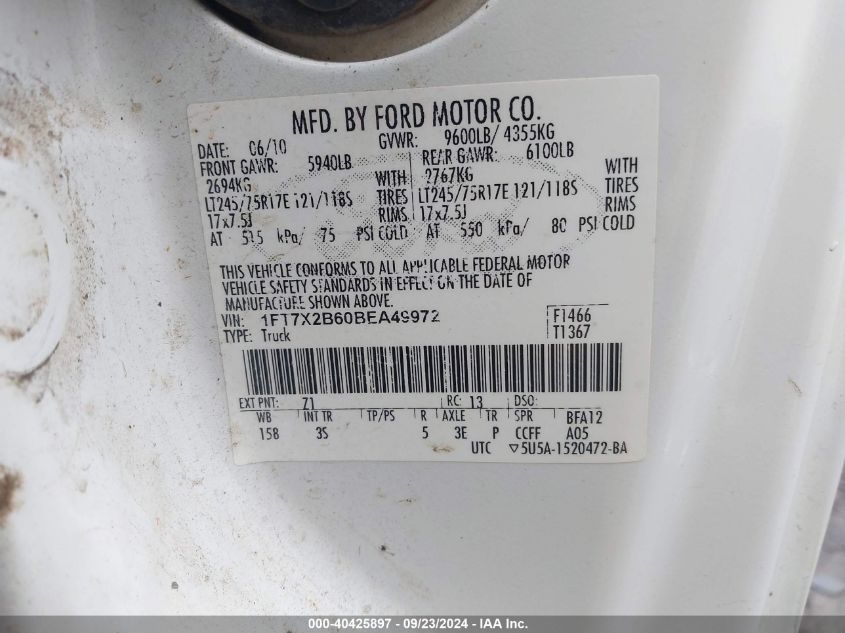 MFD. BY FORD MOTOR CO.
DATE: 06/10 GVWR: 9600LB/ 4355KG
FRONT GAWR: 5940LB REAR GAWR: 6100LB
2694KG WITH 2767KG WITH
LT245/75R17E 121/118S TIRES LT245/75R17E 121/118S TIRES
17x7.5J RIMS 17x7.5J RIMS
AT 515 kPa/ 75 PSI COLD AT 550 kPa/ 80 PSI COLD
THIS VEHICLE CONFORMS TO ALL APPLICABLE FEDERAL MOTOR
VEHICLE SAFETY STANDARDS IN EFFECT ON THE DATE OF
MANUFACTURE SHOWN ABOVE.
VIN: 1FT7X2B60BEA49972 F1466
TYPE: Truck T1367
EXT PNT: Z1 RC: 13 DSO:
WB INT TR TP/PS R AXLE TR SPR BFA12
158 3S 5 3E P CCFF A05
UTC ▽5U5A-1520472-BA
000-40425897 - 09/23/2024 - IAA Inc.